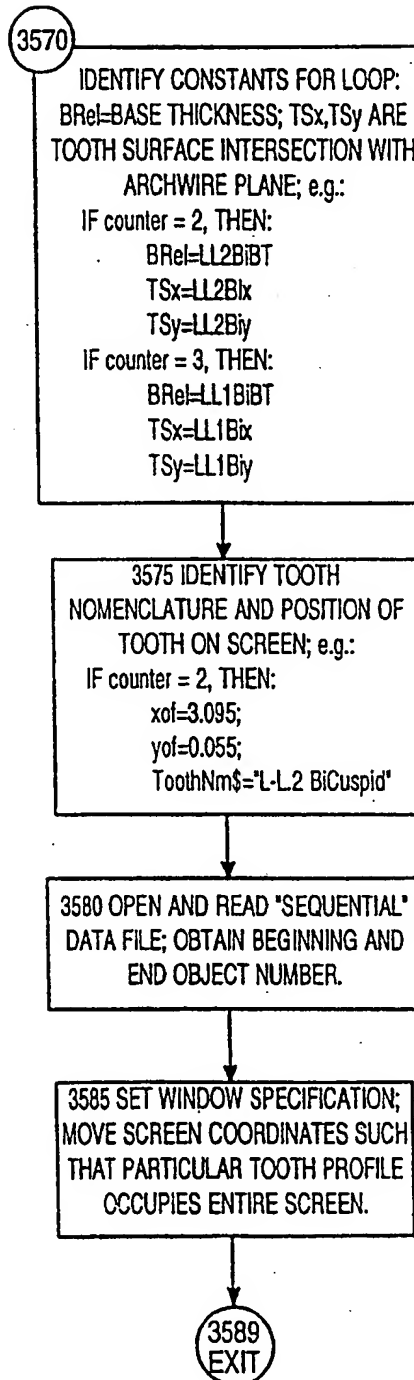 3570
IDENTIFY CONSTANTS FOR LOOP:
BRel=BASE THICKNESS; TSx,TSy ARE
TOOTH SURFACE INTERSECTION WITH
ARCHWIRE PLANE; e.g.:
IF counter = 2, THEN:
BRel=LL2BiBT
TSx=LL2BIx
TSy=LL2Biy
IF counter = 3, THEN:
BRel=LL1BiBT
TSx=LL1Bix
TSy=LL1Biy
3575 IDENTIFY TOOTH
NOMENCLATURE AND POSITION OF
TOOTH ON SCREEN; e.g.:
IF counter = 2, THEN:
xof=3.095;
yof=0.055;
ToothNm$="L-L.2 BiCuspid"
3580 OPEN AND READ "SEQUENTIAL"
DATA FILE; OBTAIN BEGINNING AND
END OBJECT NUMBER.
3585 SET WINDOW SPECIFICATION;
MOVE SCREEN COORDINATES SUCH
THAT PARTICULAR TOOTH PROFILE
OCCUPIES ENTIRE SCREEN.
3589
EXIT